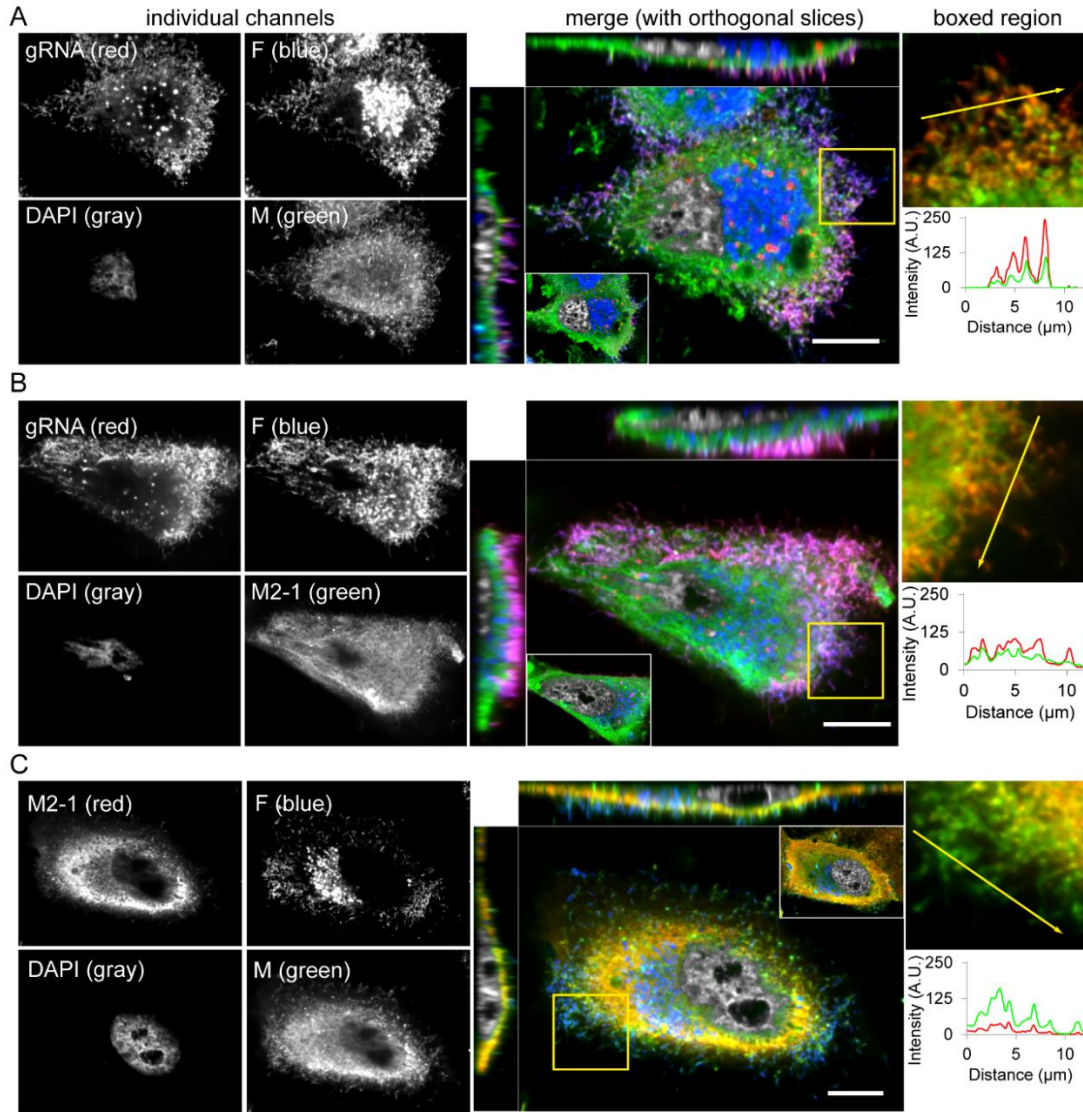 A
individual channels
merge (with orthogonal slices)
boxed region
gRNA (red)
F (blue)
DAPI (gray)
M (green)
Intensity (A.U.)
250
125
0
0
5
10
Distance (µm)
B
gRNA (red)
F (blue)
DAPI (gray)
M2-1 (green)
Intensity (A.U.)
250
125
0
0
5
10
Distance (µm)
C
M2-1 (red)
F (blue)
DAPI (gray)
M (green)
Intensity (A.U.)
250
125
0
0
5
10
Distance (µm)